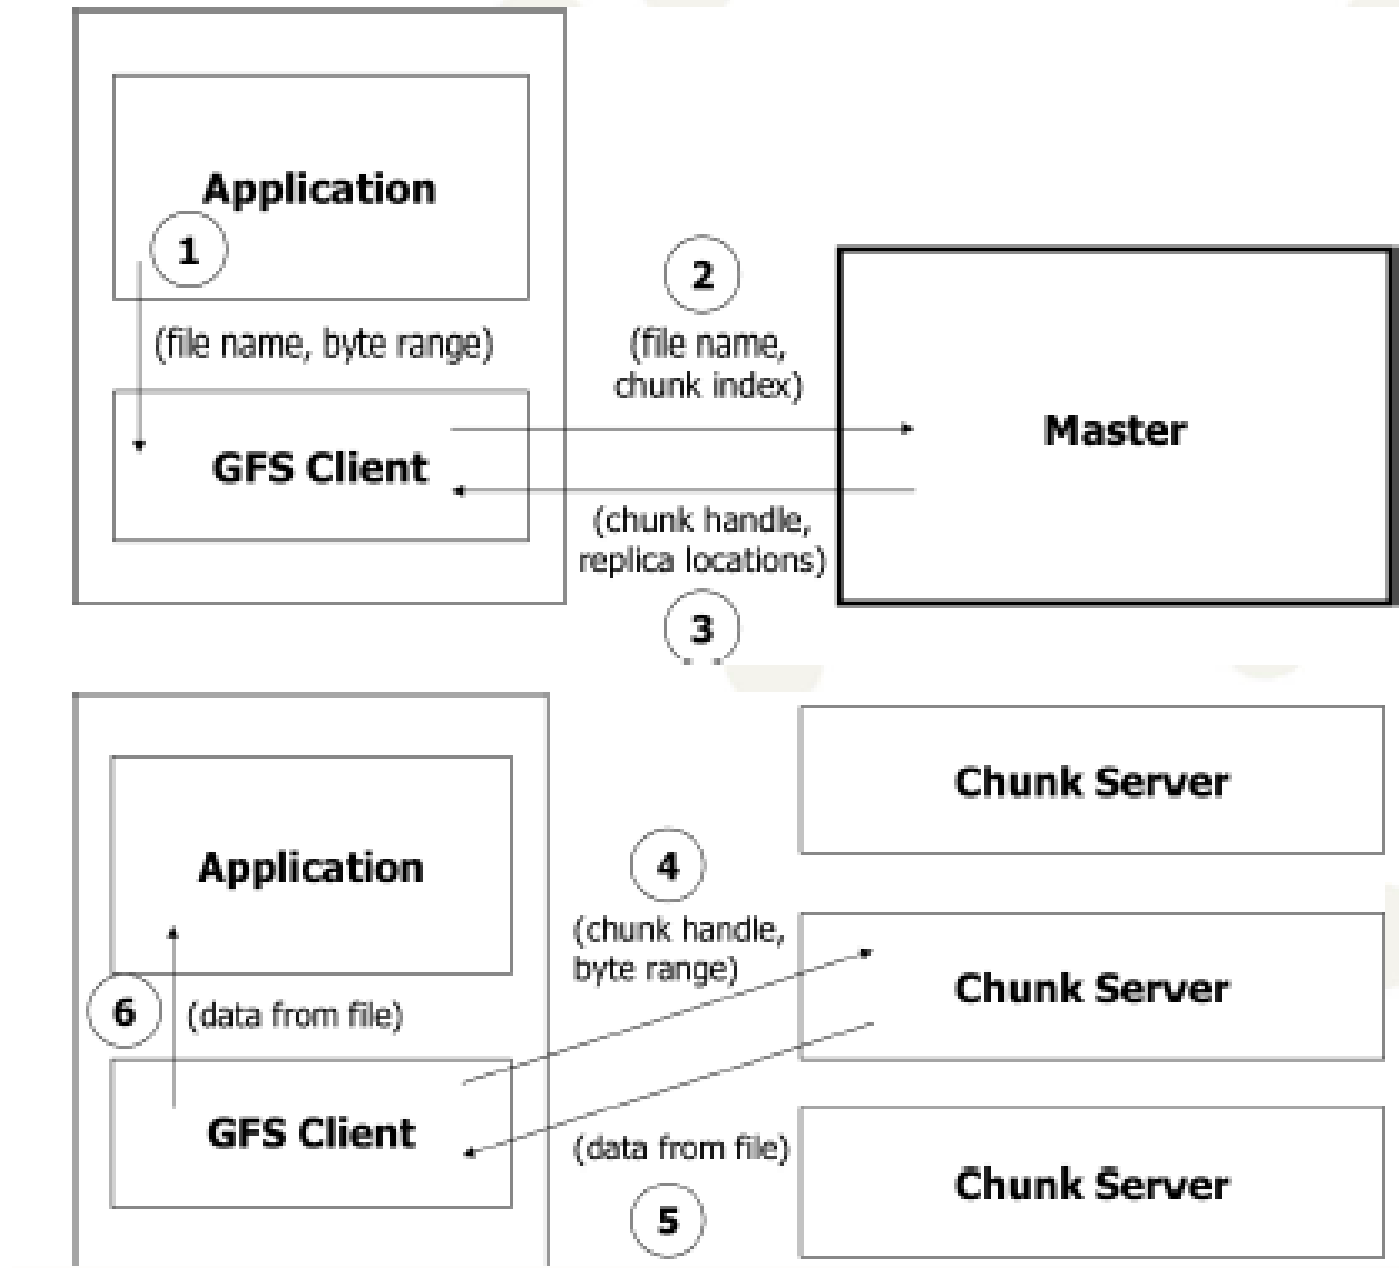 Application
1
(file name, byte range)
GFS Client
2
(file name,
chunk index)
Master
(chunk handle,
replica locations)
3
Application
6
(data from file)
GFS Client
4
(chunk handle,
byte range)
(data from file)
5
Chunk Server
Chunk Server
Chunk Server